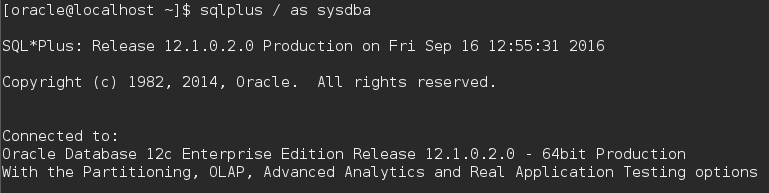 [oracle@localhost ~]$ sqlplus / as sysdba
SQL*Plus: Release 12.1.0.2.0 Production on Fri Sep 16 12:55:31 2016
Copyright (c) 1982, 2014, Oracle.  All rights reserved.
Connected to:
Oracle Database 12c Enterprise Edition Release 12.1.0.2.0 - 64bit Production
With the Partitioning, OLAP, Advanced Analytics and Real Application Testing options